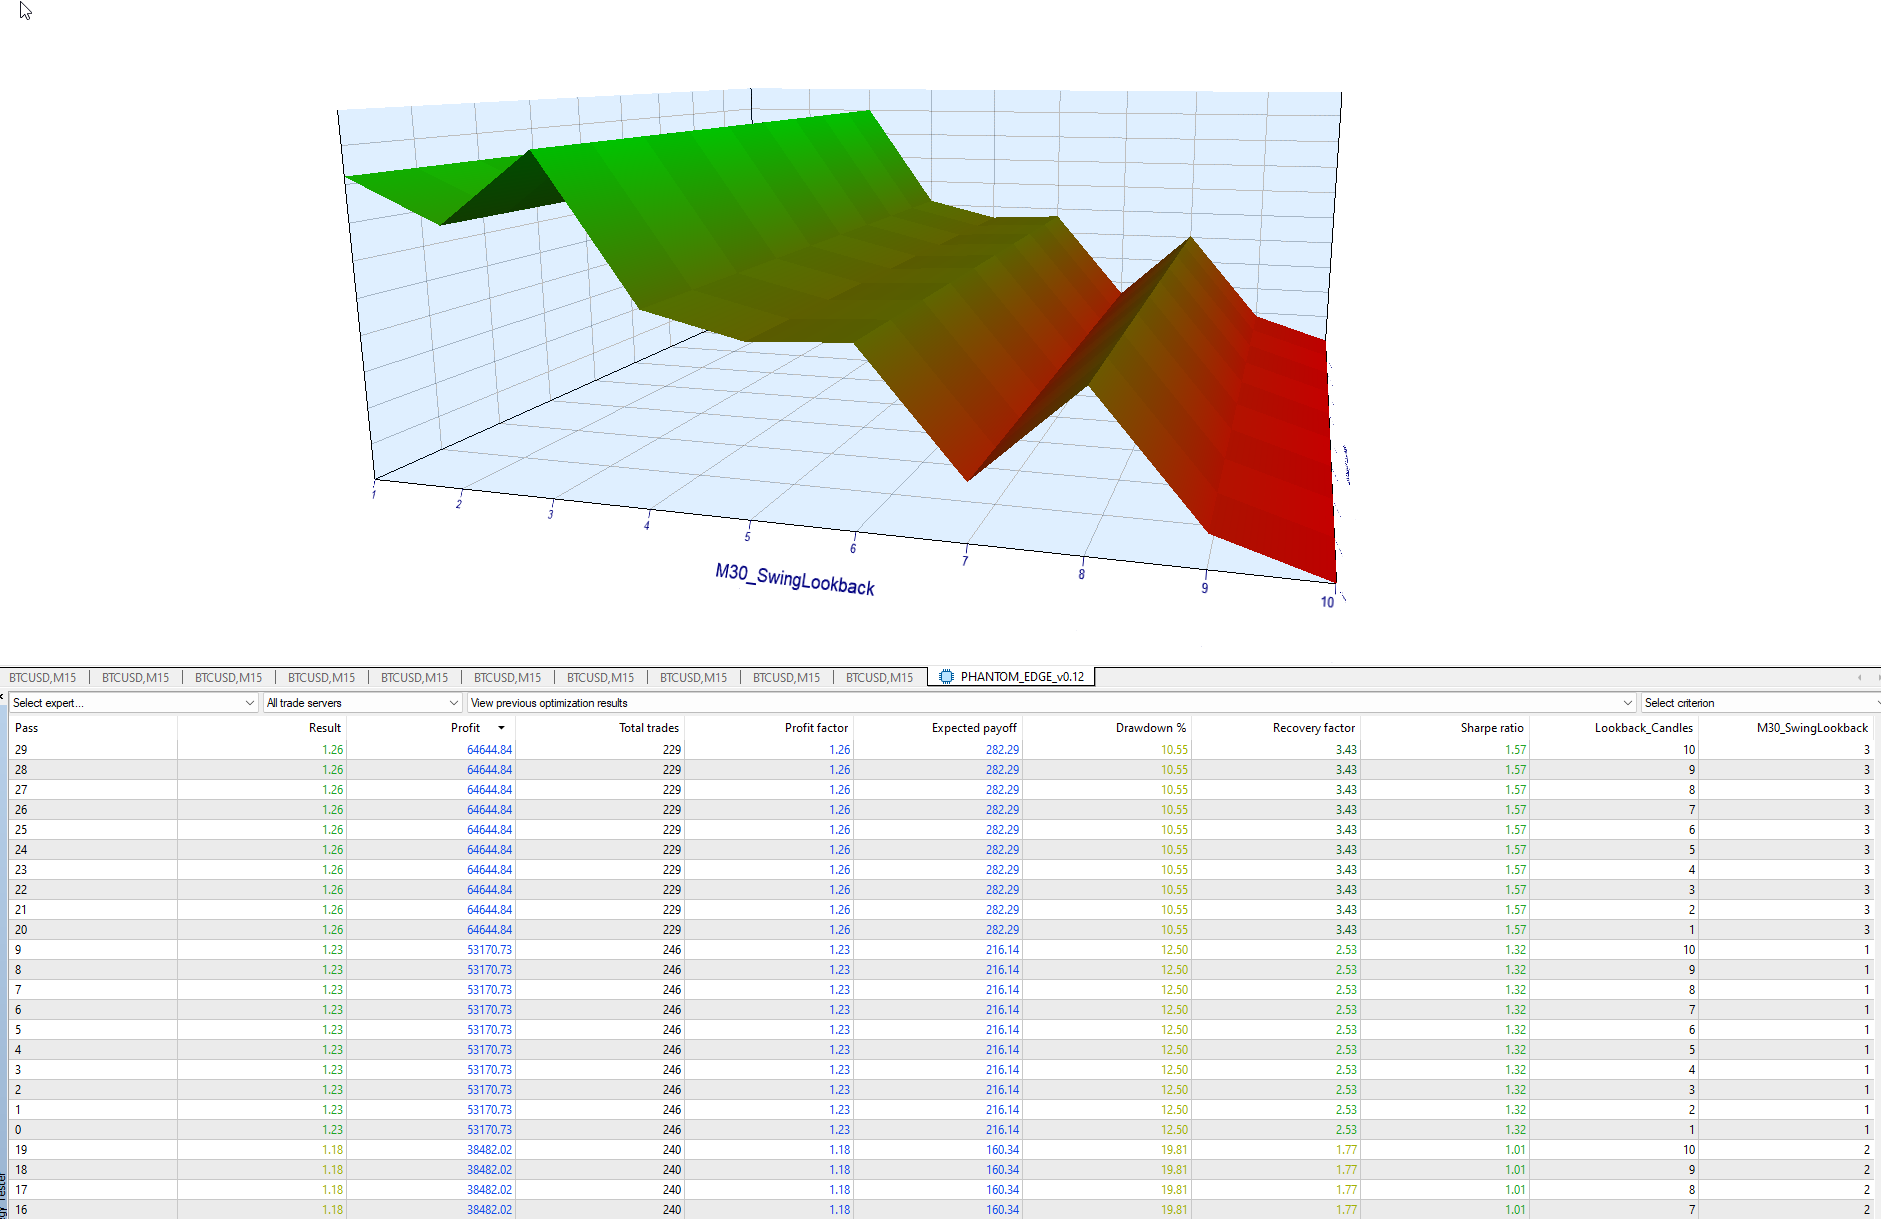 1
2
3
4
5
6
7
8
9
10
M30_SwingLookback
BTCUSD,M15 BTCUSD,M15 BTCUSD,M15 BTCUSD,M15 BTCUSD,M15 BTCUSD,M15 BTCUSD,M15 BTCUSD,M15 BTCUSD,M15 BTCUSD,M15 PHANTOM_EDGE_v0.12
Select expert... All trade servers View previous optimization results Select criterion
Pass Result Profit Total trades Profit factor Expected payoff Drawdown % Recovery factor Sharpe ratio Lookback_Candles M30_SwingLookback
29 1.26 64644.84 229 1.26 282.29 10.55 3.43 1.57 10 3
28 1.26 64644.84 229 1.26 282.29 10.55 3.43 1.57 9 3
27 1.26 64644.84 229 1.26 282.29 10.55 3.43 1.57 8 3
26 1.26 64644.84 229 1.26 282.29 10.55 3.43 1.57 7 3
25 1.26 64644.84 229 1.26 282.29 10.55 3.43 1.57 6 3
24 1.26 64644.84 229 1.26 282.29 10.55 3.43 1.57 5 3
23 1.26 64644.84 229 1.26 282.29 10.55 3.43 1.57 4 3
22 1.26 64644.84 229 1.26 282.29 10.55 3.43 1.57 3 3
21 1.26 64644.84 229 1.26 282.29 10.55 3.43 1.57 2 3
20 1.26 64644.84 229 1.26 282.29 10.55 3.43 1.57 1 3
9 1.23 53170.73 246 1.23 216.14 12.50 2.53 1.32 10 1
8 1.23 53170.73 246 1.23 216.14 12.50 2.53 1.32 9 1
7 1.23 53170.73 246 1.23 216.14 12.50 2.53 1.32 8 1
6 1.23 53170.73 246 1.23 216.14 12.50 2.53 1.32 7 1
5 1.23 53170.73 246 1.23 216.14 12.50 2.53 1.32 6 1
4 1.23 53170.73 246 1.23 216.14 12.50 2.53 1.32 5 1
3 1.23 53170.73 246 1.23 216.14 12.50 2.53 1.32 4 1
2 1.23 53170.73 246 1.23 216.14 12.50 2.53 1.32 3 1
1 1.23 53170.73 246 1.23 216.14 12.50 2.53 1.32 2 1
0 1.23 53170.73 246 1.23 216.14 12.50 2.53 1.32 1 1
19 1.18 38482.02 240 1.18 160.34 19.81 1.77 1.01 10 2
18 1.18 38482.02 240 1.18 160.34 19.81 1.77 1.01 9 2
17 1.18 38482.02 240 1.18 160.34 19.81 1.77 1.01 8 2
16 1.18 38482.02 240 1.18 160.34 19.81 1.77 1.01 7 2